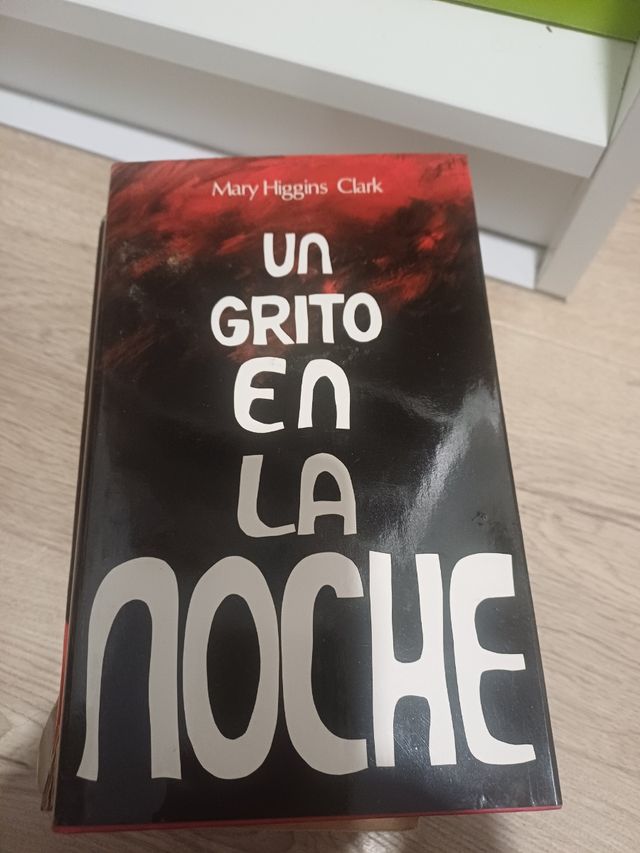 Mary Higgins Clark
UN
GRITO
EN
LA
NOCHE